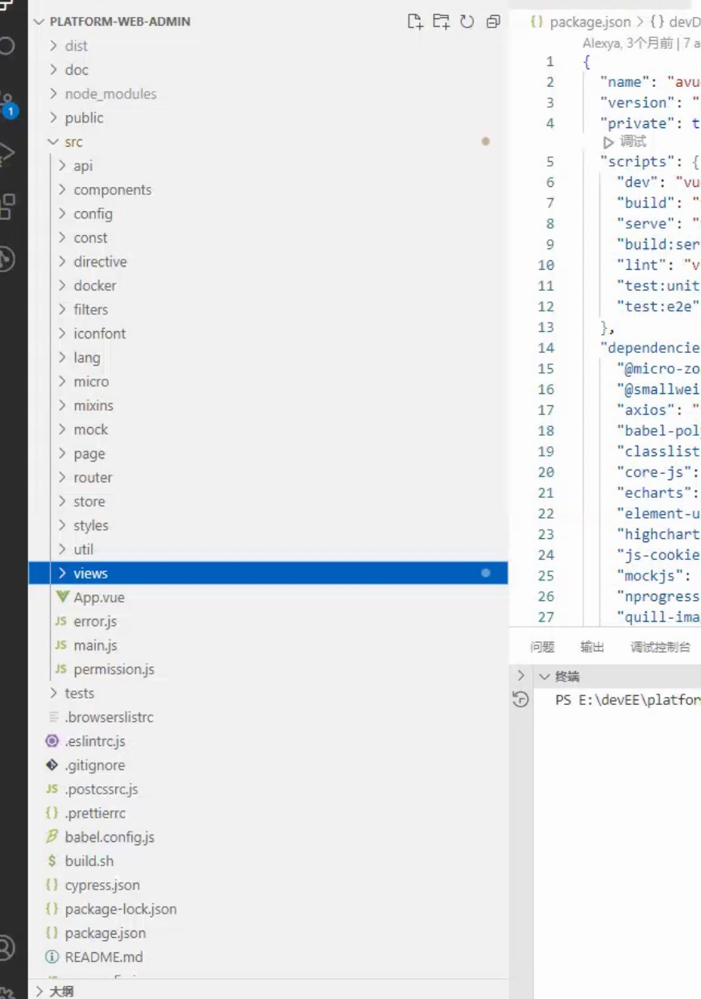 PLATFORM-WEB-ADMIN
dist
doc
node_modules
public
src
api
components
config
const
directive
docker
filters
iconfont
lang
micro
mixins
mock
page
router
store
styles
util
views
App.vue
JS error.js
JS main.js
JS permission.js
tests
.browserslistrc
.eslintrc.js
.gitignore
JS .postcssrc.js
{} .prettierrc
babel.config.js
$ build.sh
{} cypress.json
{} package-lock.json
{} package.json
README.md
大纲
1
{} package.json > {} devD
Alexya, 3个月前 | 7 a
1 {
2 "name": "avu
3 "version": "
4 "private": t
调试
5 "scripts": {
6 "dev": "vu
7 "build": "
8 "serve": "
9 "build:ser
10 "lint": "v
11 "test:unit
12 "test:e2e"
13 },
14 "dependencie
15 "@micro-zo
16 "@smallwei
17 "axios": "
18 "babel-pol
19 "classlist
20 "core-js":
21 "echarts":
22 "element-u
23 "highchart
24 "js-cookie
25 "mockjs":
26 "nprogress
27 "quill-ima
问题 输出 调试控制台
终端
PS E:\devEE\platfor